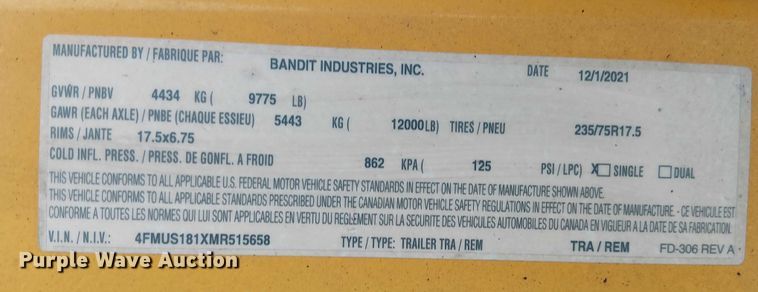 MANUFACTURED BY / FABRIQUE PAR: BANDIT INDUSTRIES, INC. DATE 12/1/2021
GVWR / PNBV 4434 KG ( 9775 LB)
GAWR (EACH AXLE) / PNBE (CHAQUE ESSIEU) 5443 KG ( 12000LB) TIRES / PNEU 235/75R17.5
RIMS / JANTE 17.5x6.75
COLD INFL. PRESS. / PRESS. DE GONFL. A FROID 862 KPA ( 125 PSI / LPC) X SINGLE DUAL
THIS VEHICLE CONFORMS TO ALL APPLICABLE U.S. FEDERAL MOTOR VEHICLE SAFETY STANDARDS IN EFFECT ON THE DATE OF MANUFACTURE SHOWN ABOVE.
THIS VEHICLE CONFORMS TO ALL APPLICABLE STANDARDS PRESCRIBED UNDER THE CANADIAN MOTOR VEHICLE SAFETY REGULATIONS IN EFFECT ON THE DATE OF MANUFACTURE - CE VEHICULE EST
CONFORME A TOUTES LES NORMES QUI LUI SONT APPLICABLES EN VERTU DU REGLEMENT SUR LA SECURITE DES VEHICULES AUTOMOBILES DU CANADA EN VIGUEUR A LA DATE DE SA FABRICATION.
V.I.N. / N.I.V.: 4FMUS181XMR515658 TYPE / TYPE: TRAILER TRA / REM TRA / REM FD-306 REV A
Purple Wave Auction